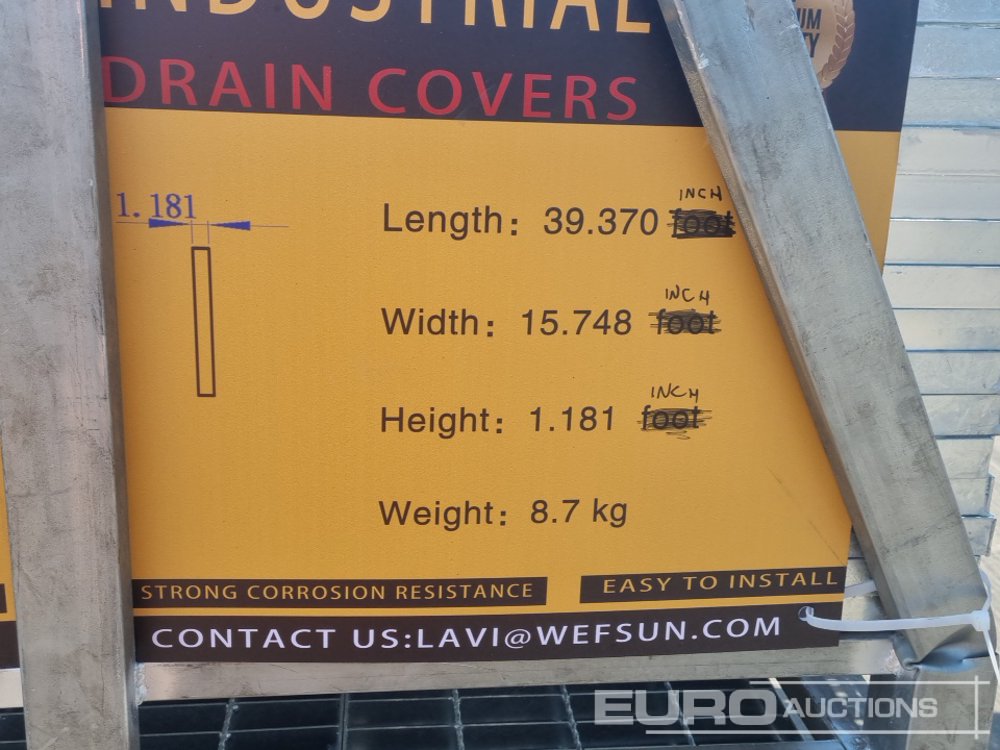 INDUSTRIAL
DRAIN COVERS
1.181
INCH
Length: 39.370 foot
INCH
Width: 15.748 foot
INCH
Height: 1.181 foot
Weight: 8.7 kg
STRONG CORROSION RESISTANCE
EASY TO INSTALL
CONTACT US:LAVI@WEFSUN.COM
EURO AUCTIONS